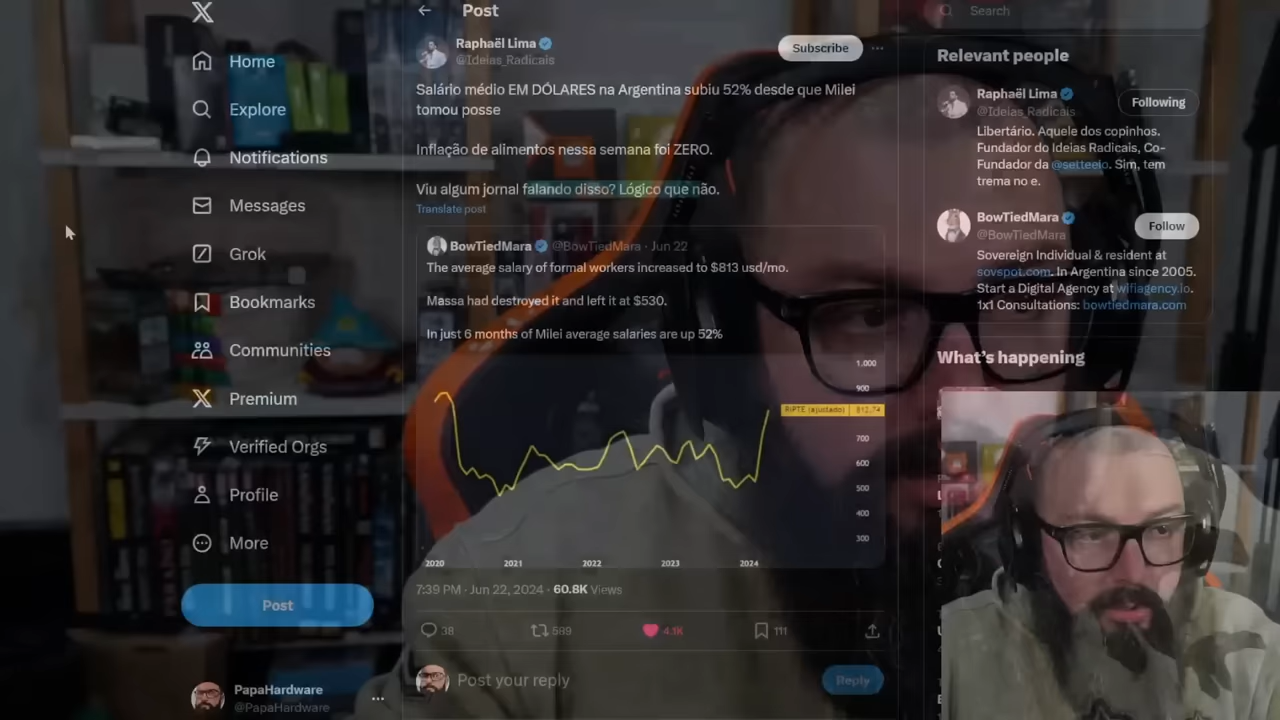 Home
Explore
Notifications
Messages
Grok
Bookmarks
Communities
Premium
Verified Orgs
Profile
More
Post
PapaHardware
@PapaHardware
Post
Raphaël Lima
@Ideias_Radicais
Subscribe
Salário médio EM DÓLARES na Argentina subiu 52% desde que Milei
tomou posse
Inflação de alimentos nessa semana foi ZERO.
Viu algum jornal falando disso? Lógico que não.
Translate post
BowTiedMara @BowTiedMara · Jun 22
The average salary of formal workers increased to $813 usd/mo.
Massa had destroyed it and left it at $530.
In just 6 months of Milei average salaries are up 52%
1,000
900
RIPTE (ajustado)
700
600
500
400
300
2020 2021 2022 2023 2024
7:39 PM · Jun 22, 2024 · 60.8K Views
38 589 4.1K 111
Post your reply
Reply
Search
Relevant people
Raphaël Lima
@Ideias_Radicais
Following
Libertário. Aquele dos copinhos.
Fundador do Ideias Radicais, Co-
Fundador da @setteelo. Sim, tem
trema no e.
BowTiedMara
@BowTiedMara
Follow
Sovereign Individual & resident at
sovspot.com. In Argentina since 2005.
Start a Digital Agency at wifiagency.io.
1x1 Consultations: bowtiedmara.com
What's happening